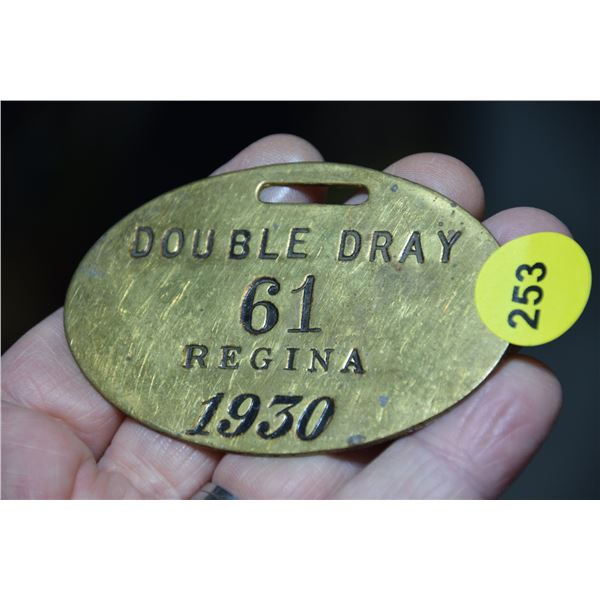 DOUBLE DRAY
61
REGINA
1930
253